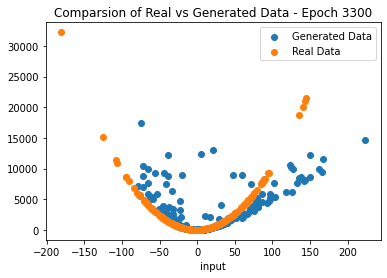 Comparsion of Real vs Generated Data - Epoch 3300
Generated Data
Real Data
30000
25000
20000
15000
10000
5000
0
−200 −150 −100 −50 0 50 100 150 200
input